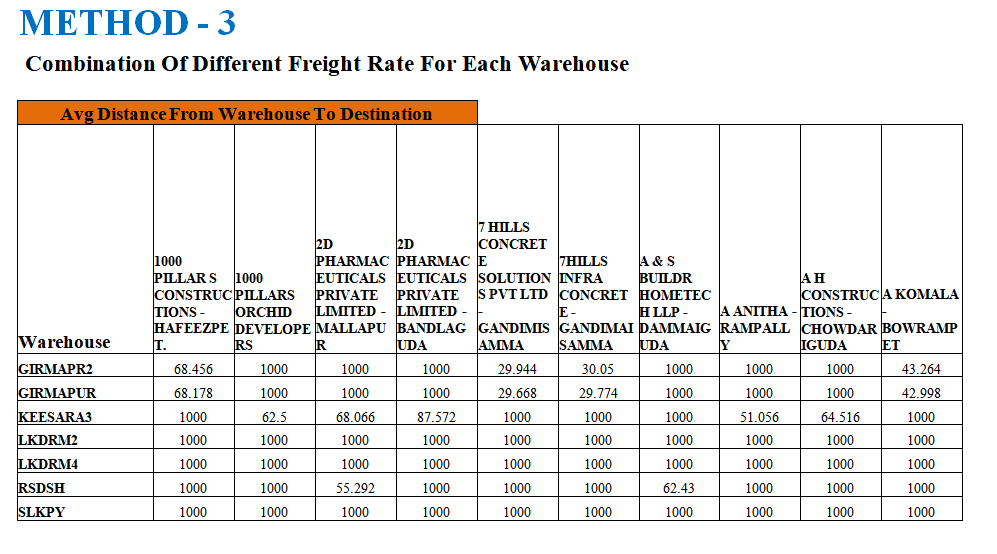 METHOD - 3
Combination Of Different Freight Rate For Each Warehouse
Avg Distance From Warehouse To Destination
Warehouse
1000
PILLAR S
CONSTRUC
TIONS -
HAFEEZPE
T.
1000
PILLARS
ORCHID
DEVELOPE
RS
2D
PHARMAC
EUTICALS
PRIVATE
LIMITED -
MALLAPU
R
2D
PHARMAC
EUTICALS
PRIVATE
LIMITED -
BANDLAG
UDA
7 HILLS
CONCRET
E
SOLUTION
S PVT LTD
-
GANDIMIS
AMMA
7HILLS
INFRA
CONCRET
E -
GANDIMAI
SAMMA
A & S
BUILDR
HOMETEC
H LLP -
DAMMAIG
UDA
A ANITHA -
RAMPALL
Y
A H
CONSTRUC
TIONS -
CHOWDAR
IGUDA
A KOMALA
-
BOWRAMP
ET
GIRMAPR2 68.456 1000 1000 1000 29.944 30.05 1000 1000 1000 43.264
GIRMAPUR 68.178 1000 1000 1000 29.668 29.774 1000 1000 1000 42.998
KEESARA3 1000 62.5 68.066 87.572 1000 1000 1000 51.056 64.516 1000
LKDRM2 1000 1000 1000 1000 1000 1000 1000 1000 1000 1000
LKDRM4 1000 1000 1000 1000 1000 1000 1000 1000 1000 1000
RSDSH 1000 1000 55.292 1000 1000 1000 62.43 1000 1000 1000
SLKPY 1000 1000 1000 1000 1000 1000 1000 1000 1000 1000